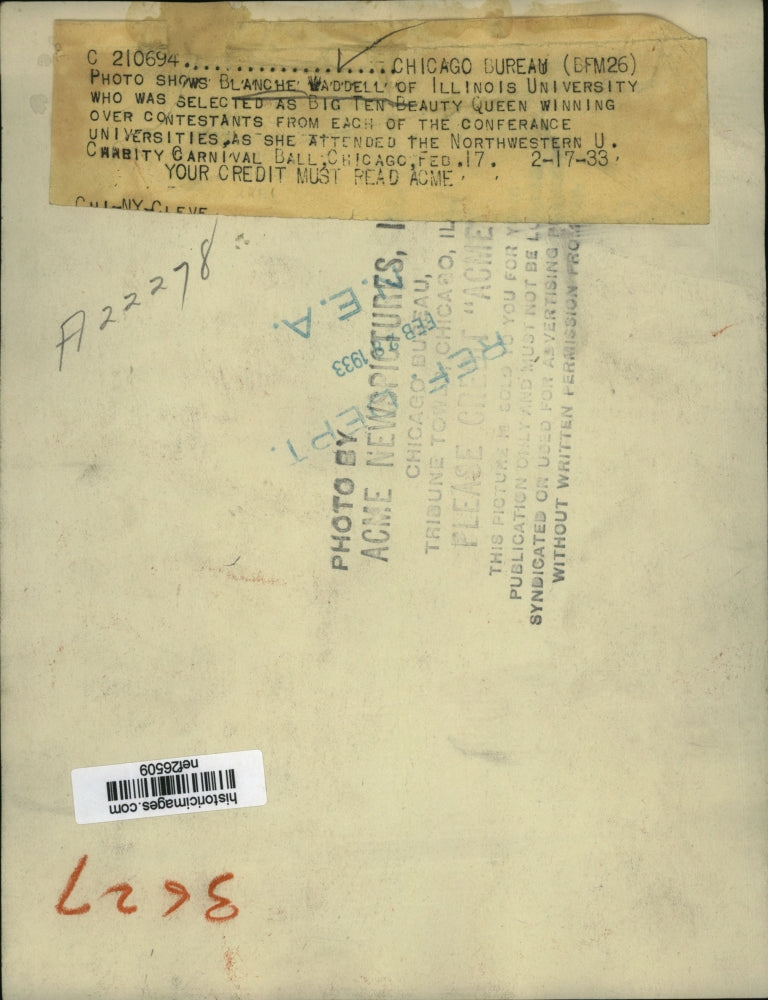 C 210694....................CHICAGO BUREAU (BFM26)
PHOTO SHOWS BLANCHE WADDELL OF ILLINOIS UNIVERSITY
WHO WAS SELECTED AS BIG TEN BEAUTY QUEEN WINNING
OVER CONTESTANTS FROM EACH OF THE CONFERANCE
UNIVERSITIES, AS SHE ATTENDED THE NORTHWESTERN U.
CHARITY CARNIVAL BALL, CHICAGO, FEB.17. 2-17-33.
YOUR CREDIT MUST READ ACME
CHI-NY-CLEVE
A22278
N. E. A.
FEB 1933
REF. DEPT.
PHOTO BY
ACME NEWSPICTURES,
CHICAGO BUREAU,
TRIBUNE TOWER, CHICAGO,
PLEASE CREDIT "ACME
THIS PICTURE IS SOLD TO YOU FOR
PUBLICATION ONLY AND MUST NOT BE
SYNDICATED OR USED FOR ADVERTISING
WITHOUT WRITTEN PERMISSION FROM
historicimages.com
nef26509